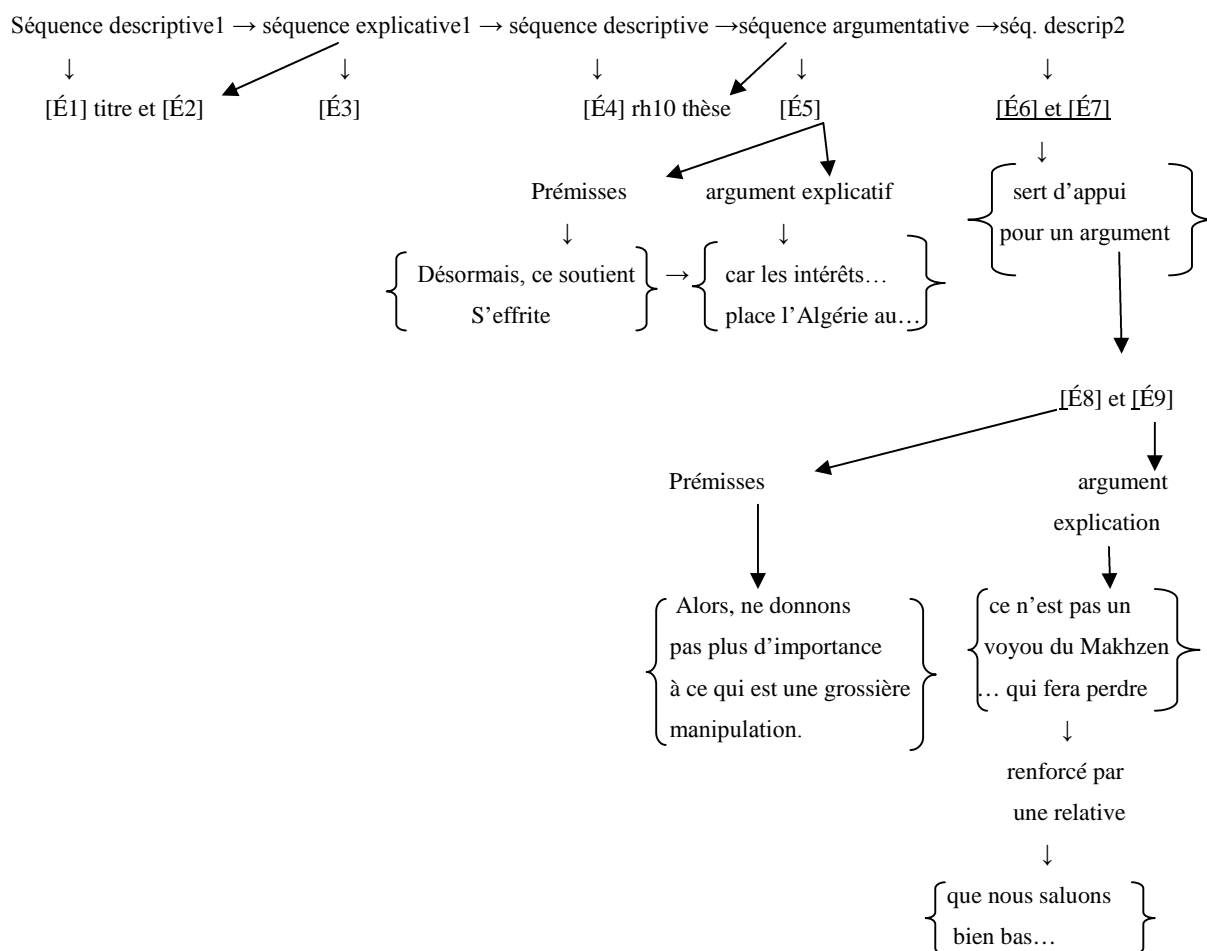 Séquence descriptive1 → séquence explicative1 → séquence descriptive →séquence argumentative →séq. descrip2
↓ ↓ ↓ ↓ ↓
[É1] titre et [É2] [É3] [É4] rh10 thèse [É5] [É6] et [É7]
↓
Prémisses argument explicatif sert d’appui
↓ ↓ pour un argument
Désormais, ce soutient → car les intérêts…
S’effrite place l’Algérie au…
[É8] et [É9]
Prémisses argument
explication
Alors, ne donnons ce n’est pas un
pas plus d’importance voyou du Makhzen
à ce qui est une grossière … qui fera perdre
manipulation. ↓
renforcé par
une relative
↓
que nous saluons
bien bas…